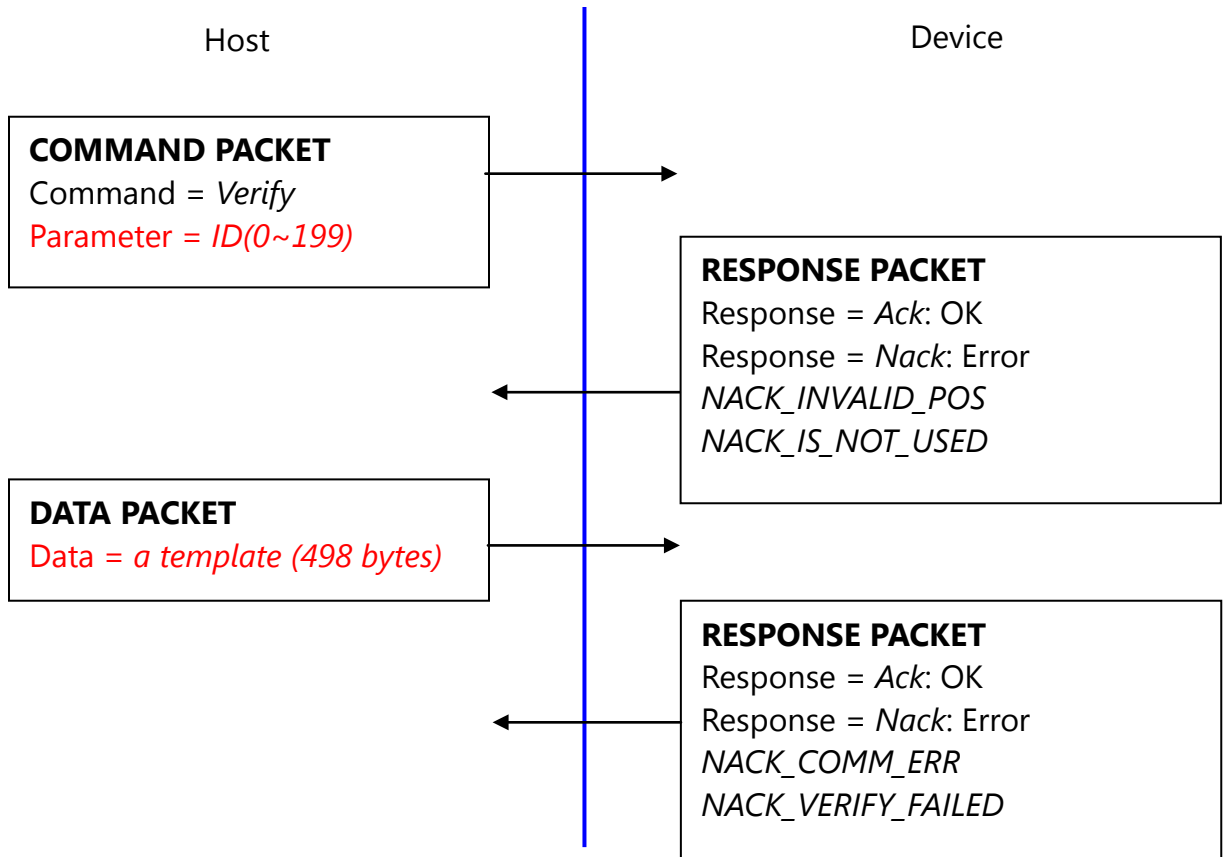 Host
Device
COMMAND PACKET
Command = Verify
Parameter = ID(0~199)
RESPONSE PACKET
Response = Ack: OK
Response = Nack: Error
NACK_INVALID_POS
NACK_IS_NOT_USED
DATA PACKET
Data = a template (498 bytes)
RESPONSE PACKET
Response = Ack: OK
Response = Nack: Error
NACK_COMM_ERR
NACK_VERIFY_FAILED